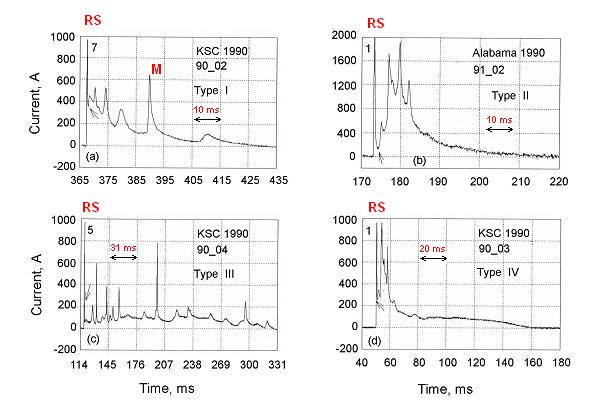 RS
1000
800
600
400
200
0
-200
Current, A
7
KSC 1990
90_02
M
Type I
10 ms
(a)
365 375 385 395 405 415 425 435
RS
2000
1600
1200
800
400
0
-400
1
Alabama 1990
91_02
Type II
10 ms
(b)
170 180 190 200 210 220
RS
1000
800
600
400
200
0
-200
Current, A
5
KSC 1990
31 ms
90_04
Type III
(c)
114 145 176 207 238 269 300 331
Time, ms
RS
1000
800
600
400
200
0
-200
1
KSC 1990
20 ms
90_03
Type IV
(d)
40 60 80 100 120 140 160 180
Time, ms